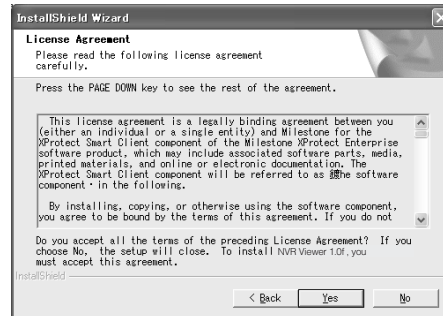 InstallShield Wizard
License Agreement
Please read the following license agreement
carefully.
Press the PAGE DOWN key to see the rest of the agreement.
This license agreement is a legally binding agreement between you
(either an individual or a single entity) and Milestone for the
XProtect Smart Client component of the Milestone XProtect Enterprise
software product, which may include associated software parts, media,
printed materials, and online or electronic documentation. The
XProtect Smart Client component will be referred to as the software
component・in the following.
By installing, copying, or otherwise using the software component,
you agree to be bound by the terms of this agreement. If you do not
Do you accept all the terms of the preceding License Agreement? If you
choose No, the setup will close. To install NVR Viewer 1.0f , you
must accept this agreement.
InstallShield
< Back
Yes
No